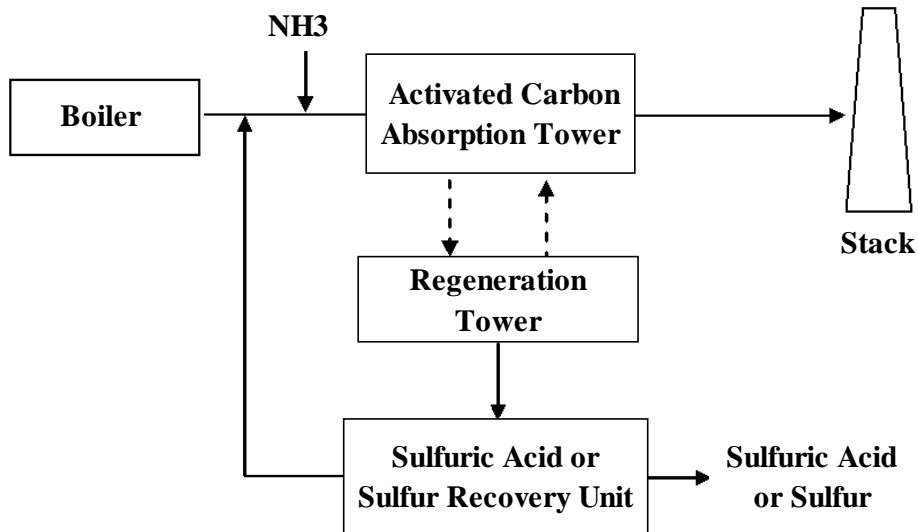 NH3
Boiler
Activated Carbon
Absorption Tower
Stack
Regeneration
Tower
Sulfuric Acid or
Sulfur Recovery Unit
Sulfuric Acid
or Sulfur